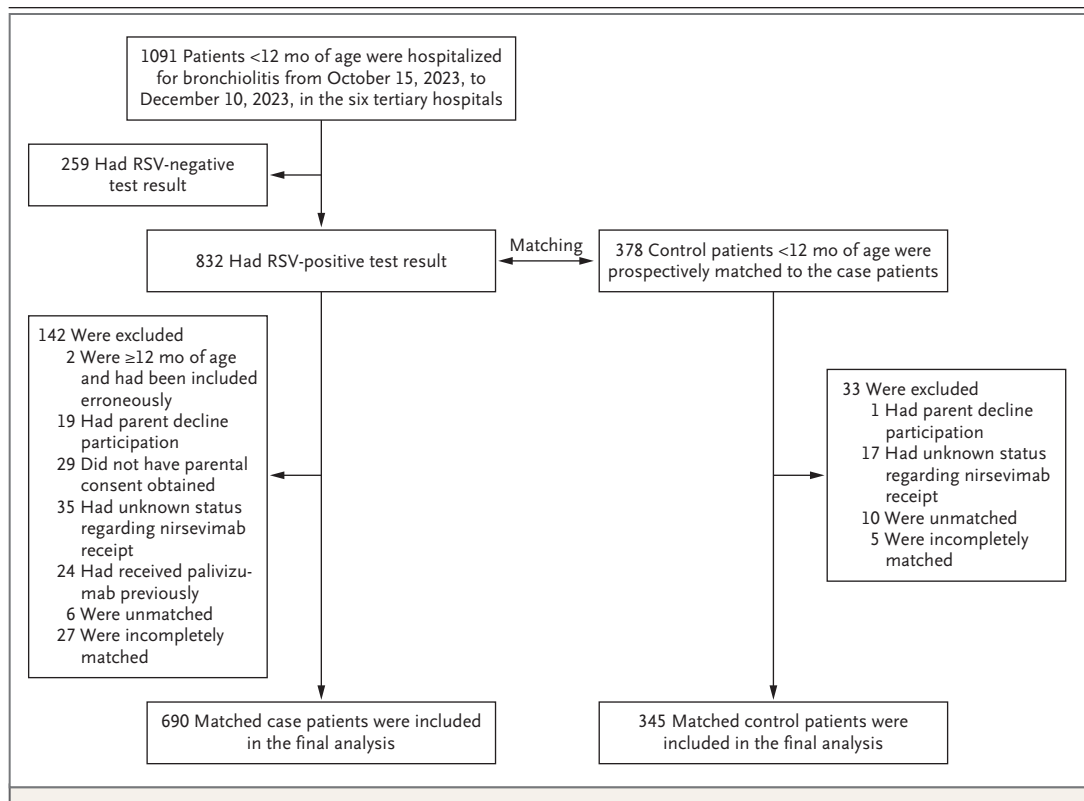 1091 Patients <12 mo of age were hospitalized
for bronchiolitis from October 15, 2023, to
December 10, 2023, in the six tertiary hospitals
259 Had RSV-negative
test result
832 Had RSV-positive test result
Matching
378 Control patients <12 mo of age were
prospectively matched to the case patients
142 Were excluded
2 Were ≥12 mo of age
and had been included
erroneously
19 Had parent decline
participation
29 Did not have parental
consent obtained
35 Had unknown status
regarding nirsevimab
receipt
24 Had received palivizu-
mab previously
6 Were unmatched
27 Were incompletely
matched
33 Were excluded
1 Had parent decline
participation
17 Had unknown status
regarding nirsevimab
receipt
10 Were unmatched
5 Were incompletely
matched
690 Matched case patients were included
in the final analysis
345 Matched control patients were
included in the final analysis